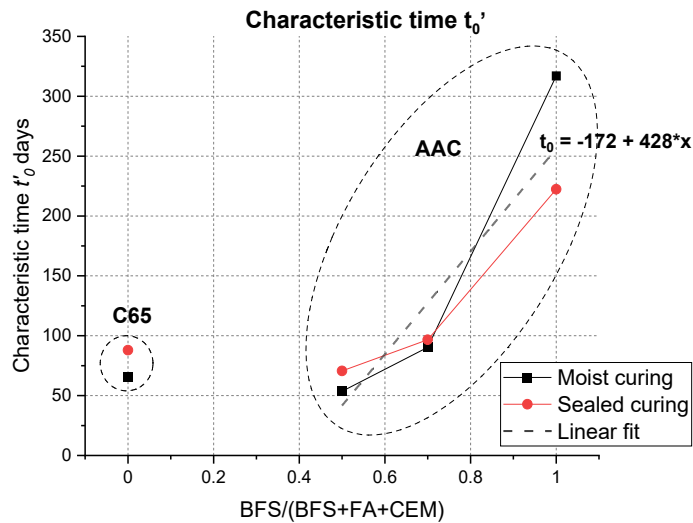 Characteristic time t₀’
Characteristic time t'₀ days
350
300
250
200
150
100
50
0
AAC
t₀ = -172 + 428*x
C65
Moist curing
Sealed curing
Linear fit
0
0.2
0.4
0.6
0.8
1
BFS/(BFS+FA+CEM)